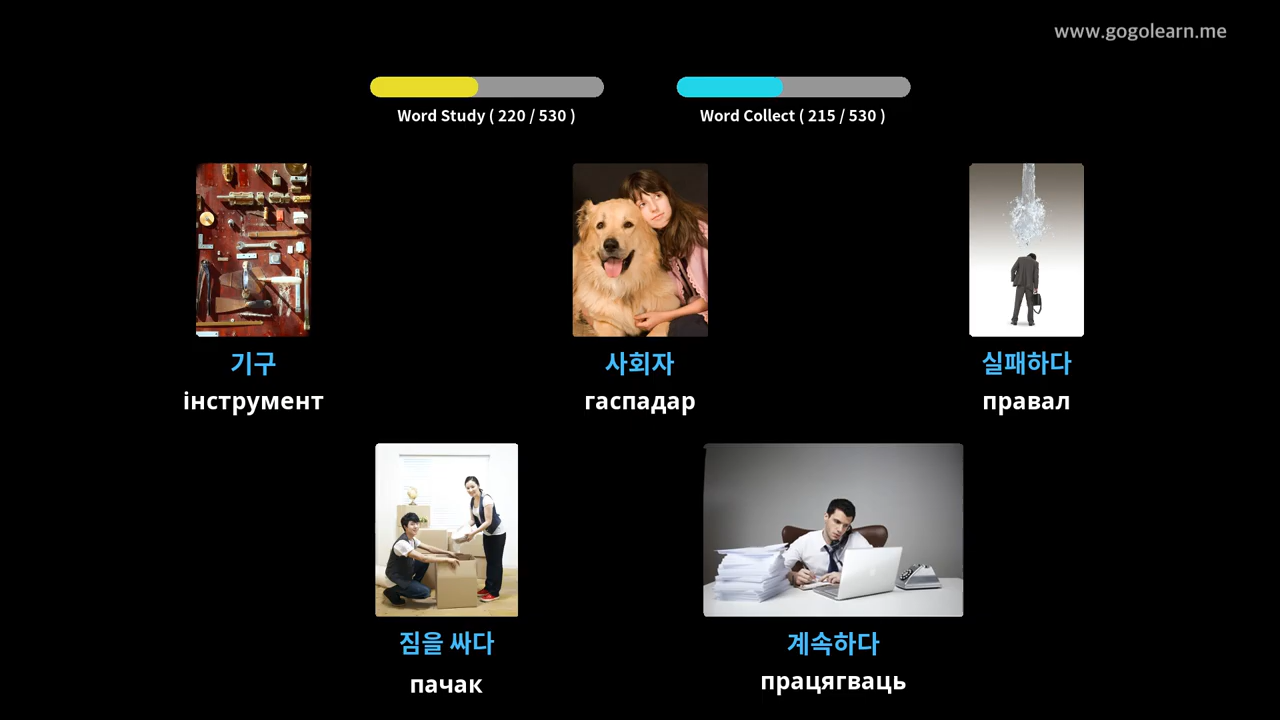 www.gogolearn.me
Word Study ( 220 / 530 )
Word Collect ( 215 / 530 )
기구
інструмент
사회자
гаспадар
실패하다
правал
짐을 싸다
пачак
계속하다
працягваць